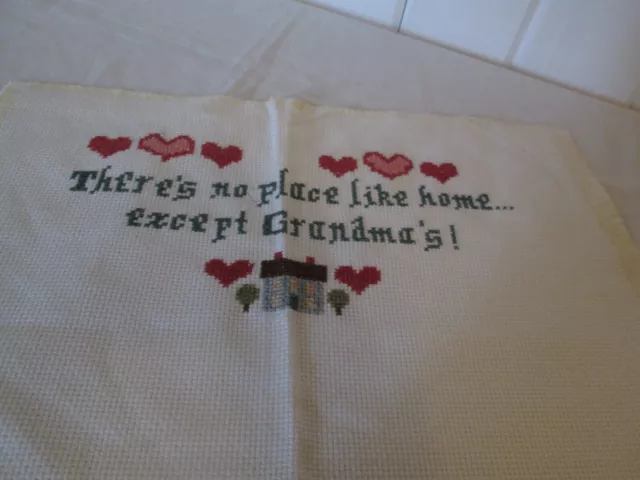 There's no place like home...
except Grandma's!